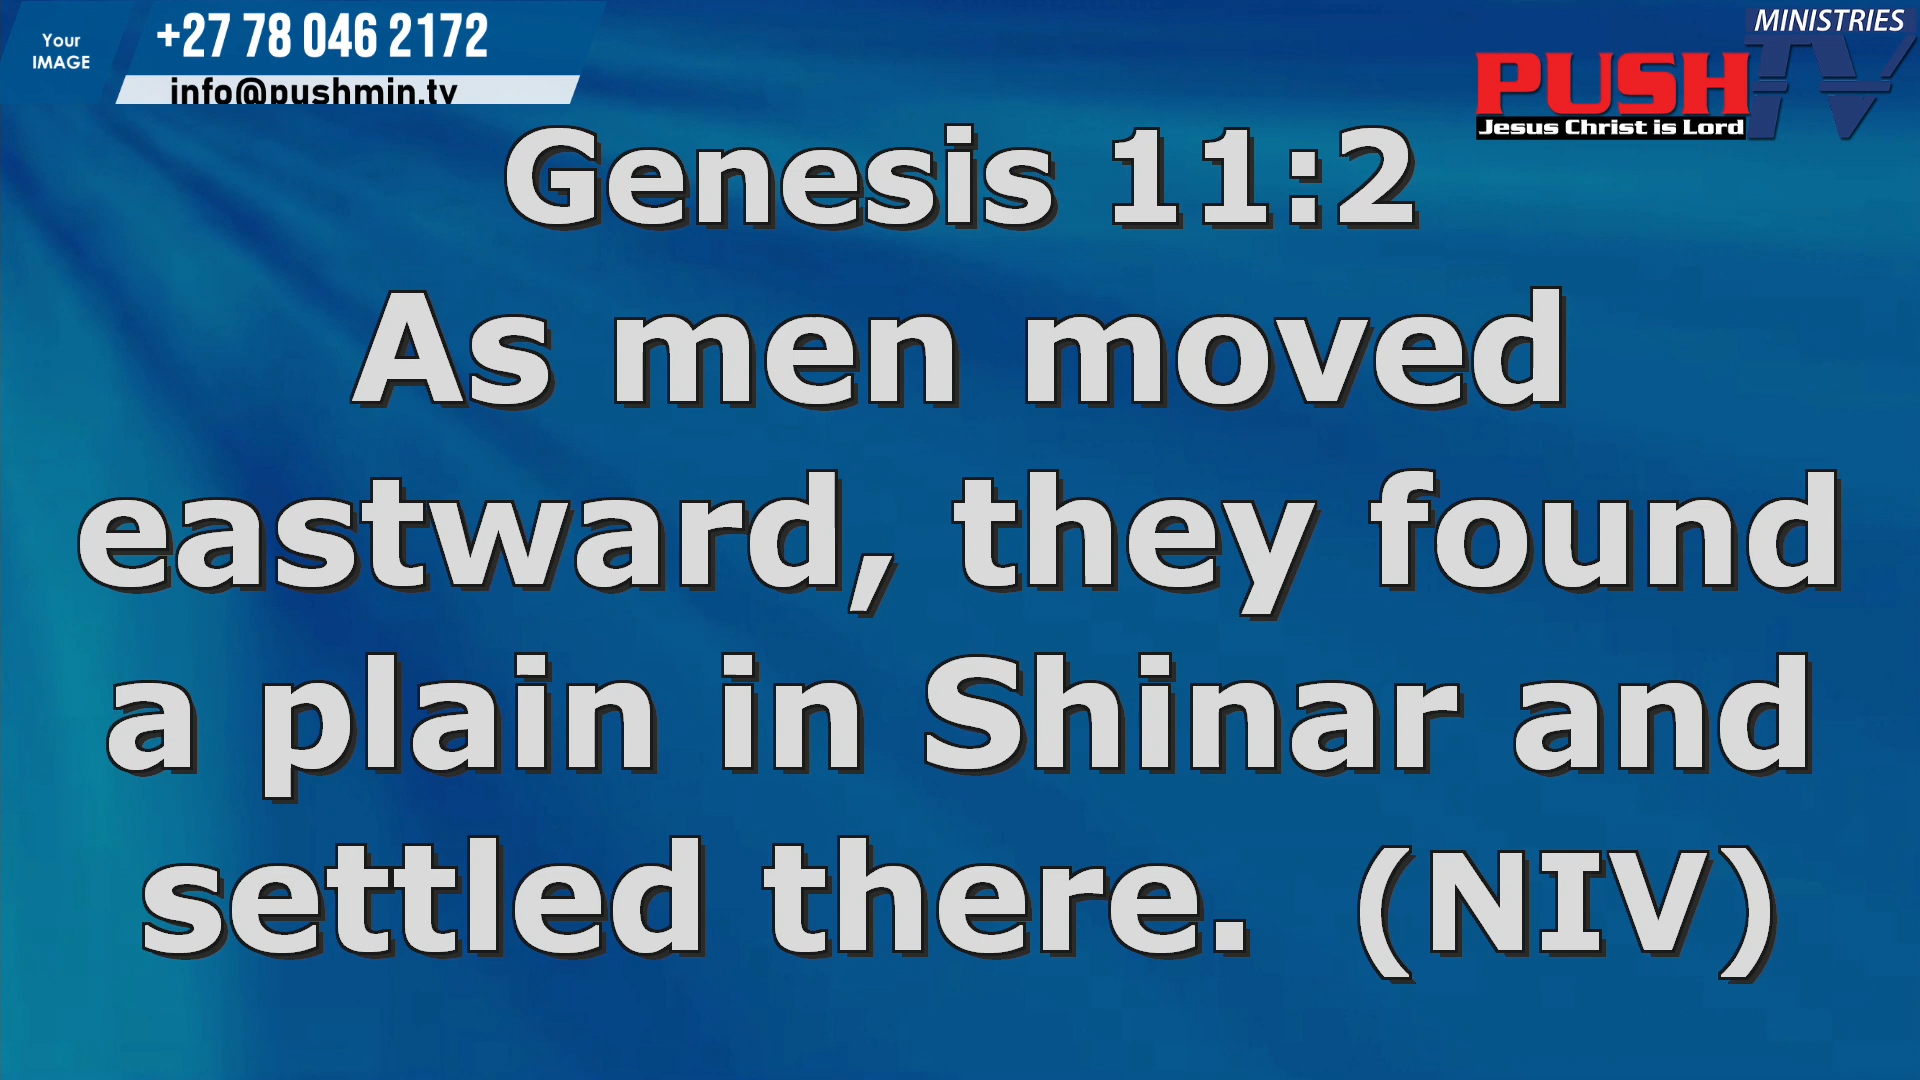 Your
IMAGE
+27 78 046 2172
info@pushmin.tv
MINISTRIES
PUSH TV
Jesus Christ is Lord
Genesis 11:2
As men moved
eastward, they found
a plain in Shinar and
settled there. (NIV)